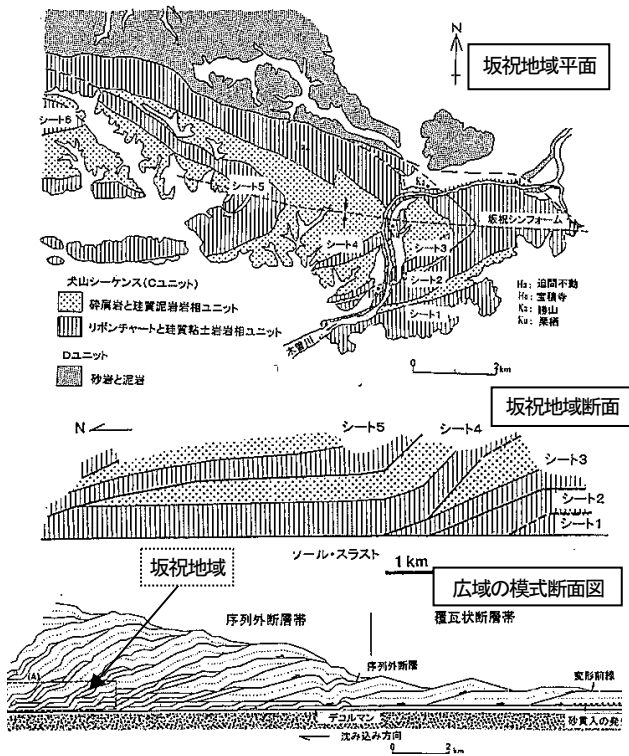 N
坂祝地域平面
シート6
シート5
坂祝シンフォーム
シート4
シート3
シート2
シート1
木曽川
犬山シーケンス(Cユニット)
砕屑岩と珪質泥岩岩相ユニット
リボンチャートと珪質粘土岩岩相ユニット
Dユニット
砂岩と泥岩
Ha: 迫間不動
Ho: 宝積寺
Ka: 勝山
Ku: 栗栖
0 2km
坂祝地域断面
N
シート5
シート4
シート3
シート2
シート1
ソール・スラスト
1 km
坂祝地域
広域の模式断面図
序列外断層帯
覆瓦状断層帯
(A)
序列外断層
変形前線
デコルマン
砂貫入の発
沈み込み方向
0 2 km